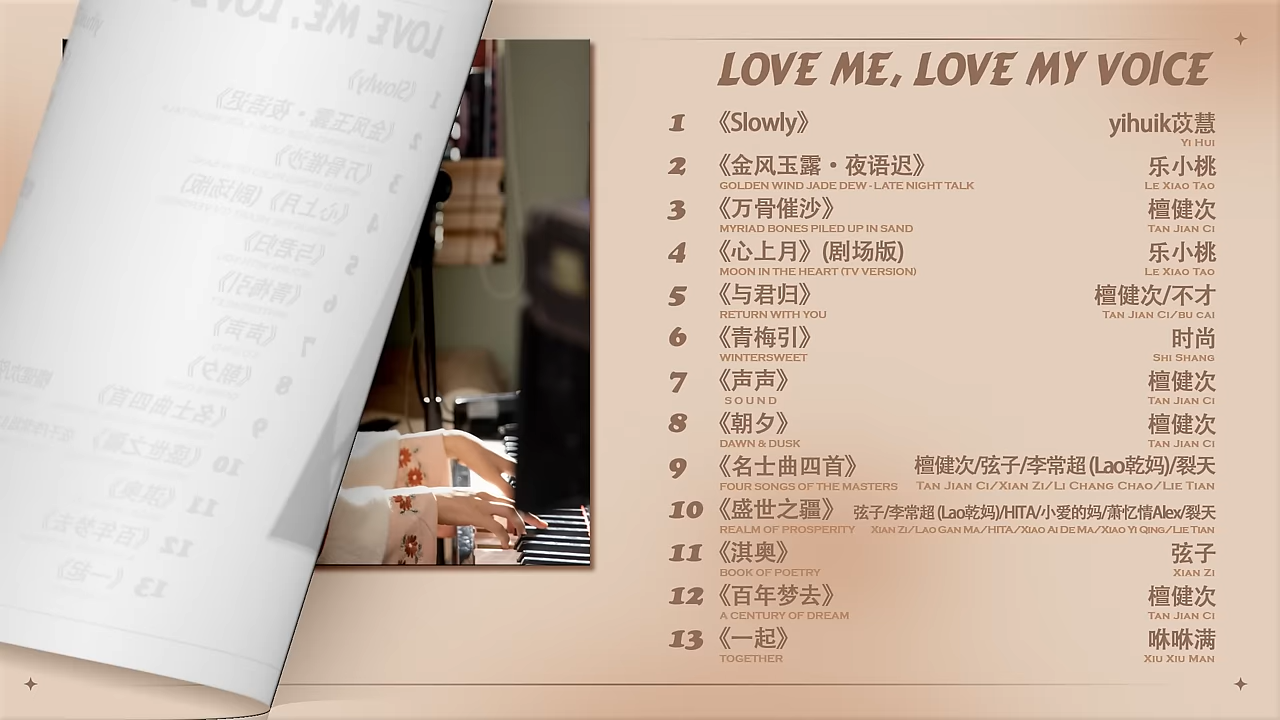 LOVE ME, LOVE MY VOICE
1 《Slowly》 yihuik苡慧
YI HUI
2 《金风玉露·夜语迟》 乐小桃
GOLDEN WIND JADE DEW - LATE NIGHT TALK LE XIAO TAO
3 《万骨催沙》 檀健次
MYRIAD BONES PILED UP IN SAND TAN JIAN CI
4 《心上月》(剧场版) 乐小桃
MOON IN THE HEART (TV VERSION) LE XIAO TAO
5 《与君归》 檀健次/不才
RETURN WITH YOU TAN JIAN CI/BU CAI
6 《青梅引》 时尚
WINTERSWEET SHI SHANG
7 《声声》 檀健次
SOUND TAN JIAN CI
8 《朝夕》 檀健次
DAWN & DUSK TAN JIAN CI
9 《名士曲四首》 檀健次/弦子/李常超(Lao乾妈)/裂天
FOUR SONGS OF THE MASTERS TAN JIAN CI/XIAN ZI/LI CHANG CHAO/LIE TIAN
10 《盛世之疆》 弦子/李常超(Lao乾妈)/HITA/小爱的妈/萧忆情Alex/裂天
REALM OF PROSPERITY XIAN ZI/LAO GAN MA/HITA/XIAO AI DE MA/XIAO YI QING/LIE TIAN
11 《淇奥》 弦子
BOOK OF POETRY XIAN ZI
12 《百年梦去》 檀健次
A CENTURY OF DREAM TAN JIAN CI
13 《一起》 咻咻满
TOGETHER XIU XIU MAN